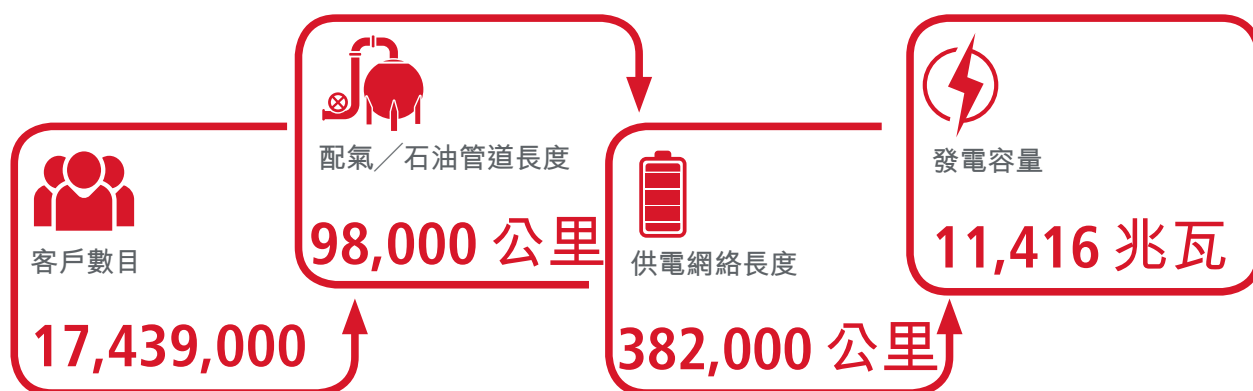 客戶數目
17,439,000
配氣／石油管道長度
98,000 公里
供電網絡長度
382,000 公里
發電容量
11,416 兆瓦